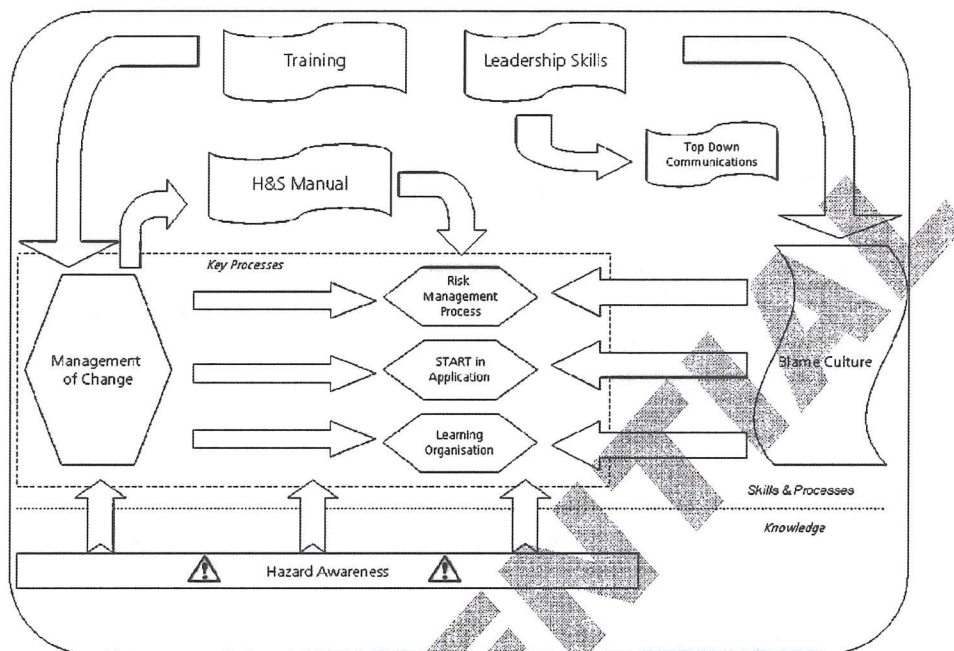 Training
Leadership Skills
Top Down
Communications
H&S Manual
Key Processes
Risk
Management
Process
Management
of Change
START in
Application
Blame Culture
Learning
Organisation
Skills & Processes
Knowledge
Hazard Awareness